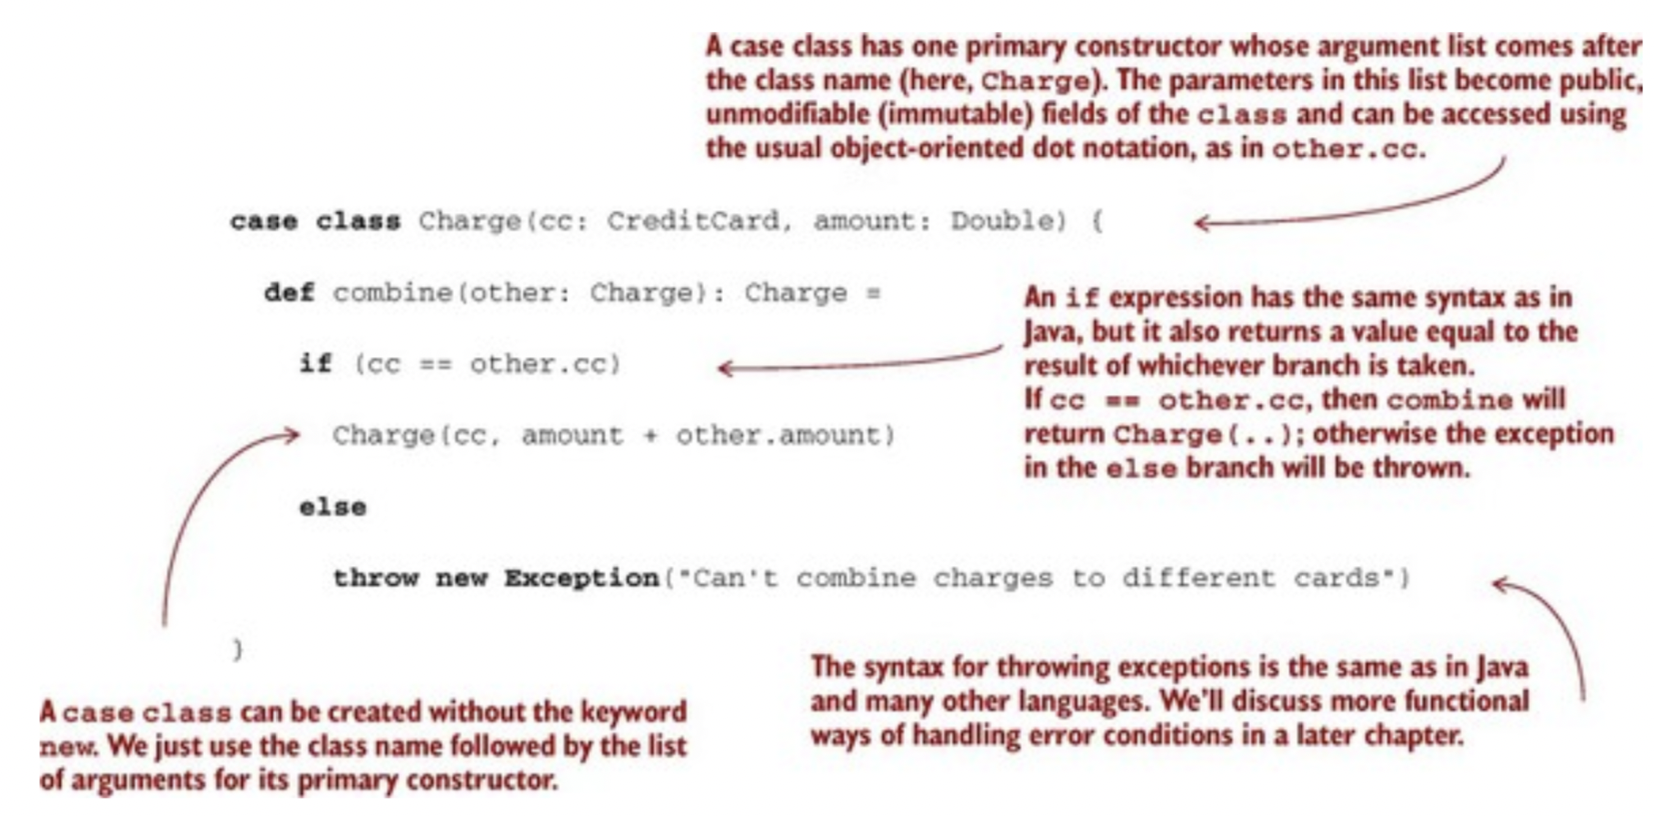 A case class has one primary constructor whose argument list comes after
the class name (here, Charge). The parameters in this list become public,
unmodifiable (immutable) fields of the class and can be accessed using
the usual object-oriented dot notation, as in other.cc.
case class Charge(cc: CreditCard, amount: Double) {
def combine(other: Charge): Charge =
if (cc == other.cc)
An if expression has the same syntax as in
Java, but it also returns a value equal to the
result of whichever branch is taken.
If cc == other.cc, then combine will
return Charge(..); otherwise the exception
in the else branch will be thrown.
Charge(cc, amount + other.amount)
else
throw new Exception("Can't combine charges to different cards")
}
A case class can be created without the keyword
new. We just use the class name followed by the list
of arguments for its primary constructor.
The syntax for throwing exceptions is the same as in Java
and many other languages. We'll discuss more functional
ways of handling error conditions in a later chapter.